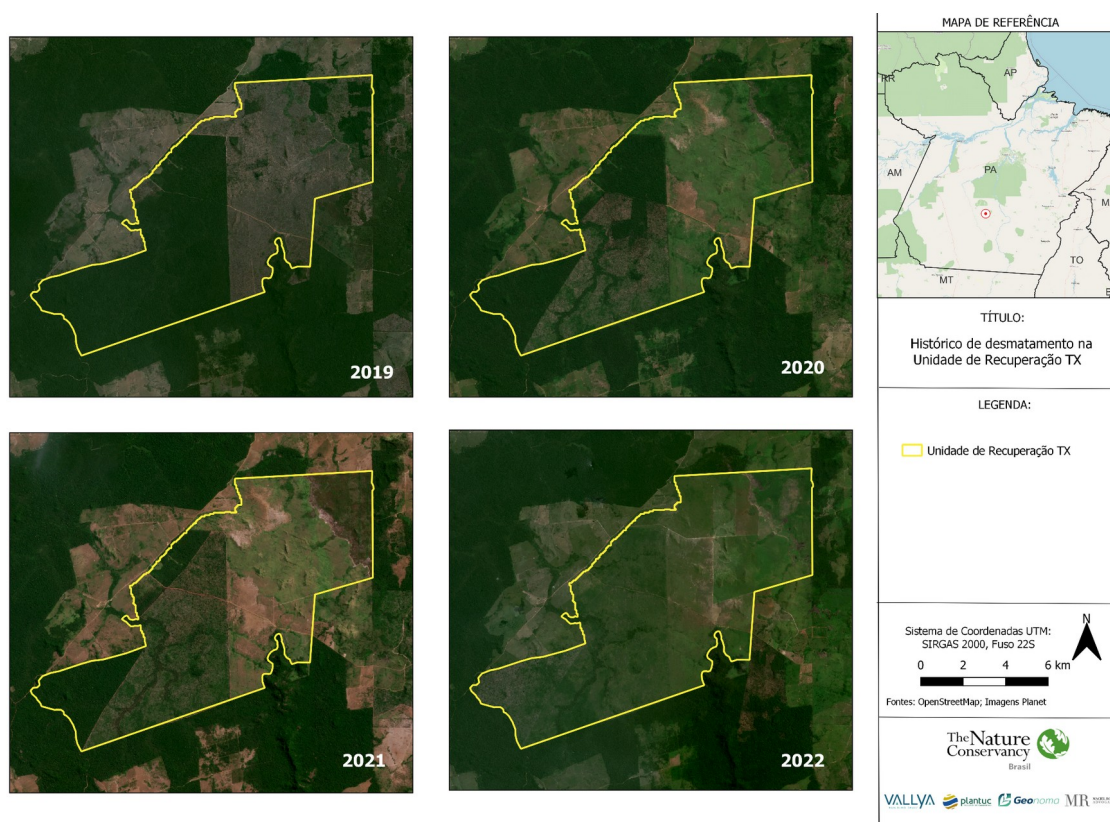 2019
2020
2021
2022
MAPA DE REFERÊNCIA
RR
AP
AM
PA
M
TO
MT
TÍTULO:
Histórico de desmatamento na
Unidade de Recuperação TX
LEGENDA:
Unidade de Recuperação TX
N
Sistema de Coordenadas UTM:
SIRGAS 2000, Fuso 22S
0 2 4 6 km
Fontes: OpenStreetMap; Imagens Planet
The Nature
Conservancy
Brasil
VALLYA plantuc Geonoma MR